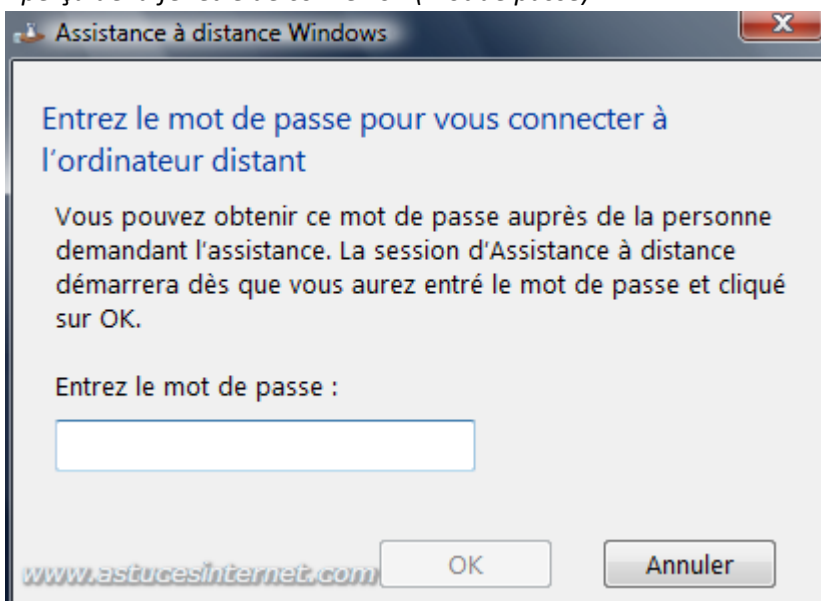 Assistance à distance Windows
Entrez le mot de passe pour vous connecter à
l'ordinateur distant
Vous pouvez obtenir ce mot de passe auprès de la personne
demandant l'assistance. La session d'Assistance à distance
démarrera dès que vous aurez entré le mot de passe et cliqué
sur OK.
Entrez le mot de passe :
www.astucesinternet.com
OK
Annuler